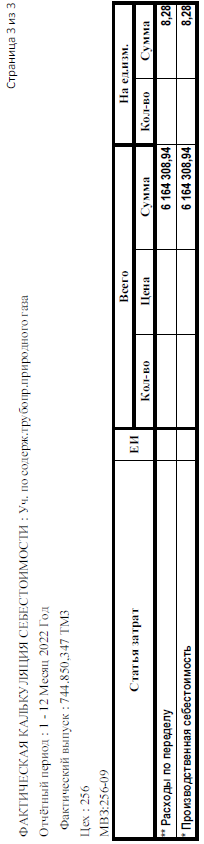 Страница 3 из 3
ФАКТИЧЕСКАЯ КАЛЬКУЛЯЦИЯ СЕБЕСТОИМОСТИ : Уч. по содерж.трубопр.природного газа
Отчётный период : 1 - 12 Месяц 2022 Год
Фактический выпуск : 744.850,347 ТМ3
Цех : 256
МВЗ:256-09
Статья затрат ЕИ Всего На ед.изм.
Кол-во Цена Сумма Кол-во Сумма
** Расходы по переделу 6 164 308,94 8,28
* Производственная себестоимость 6 164 308,94 8,28